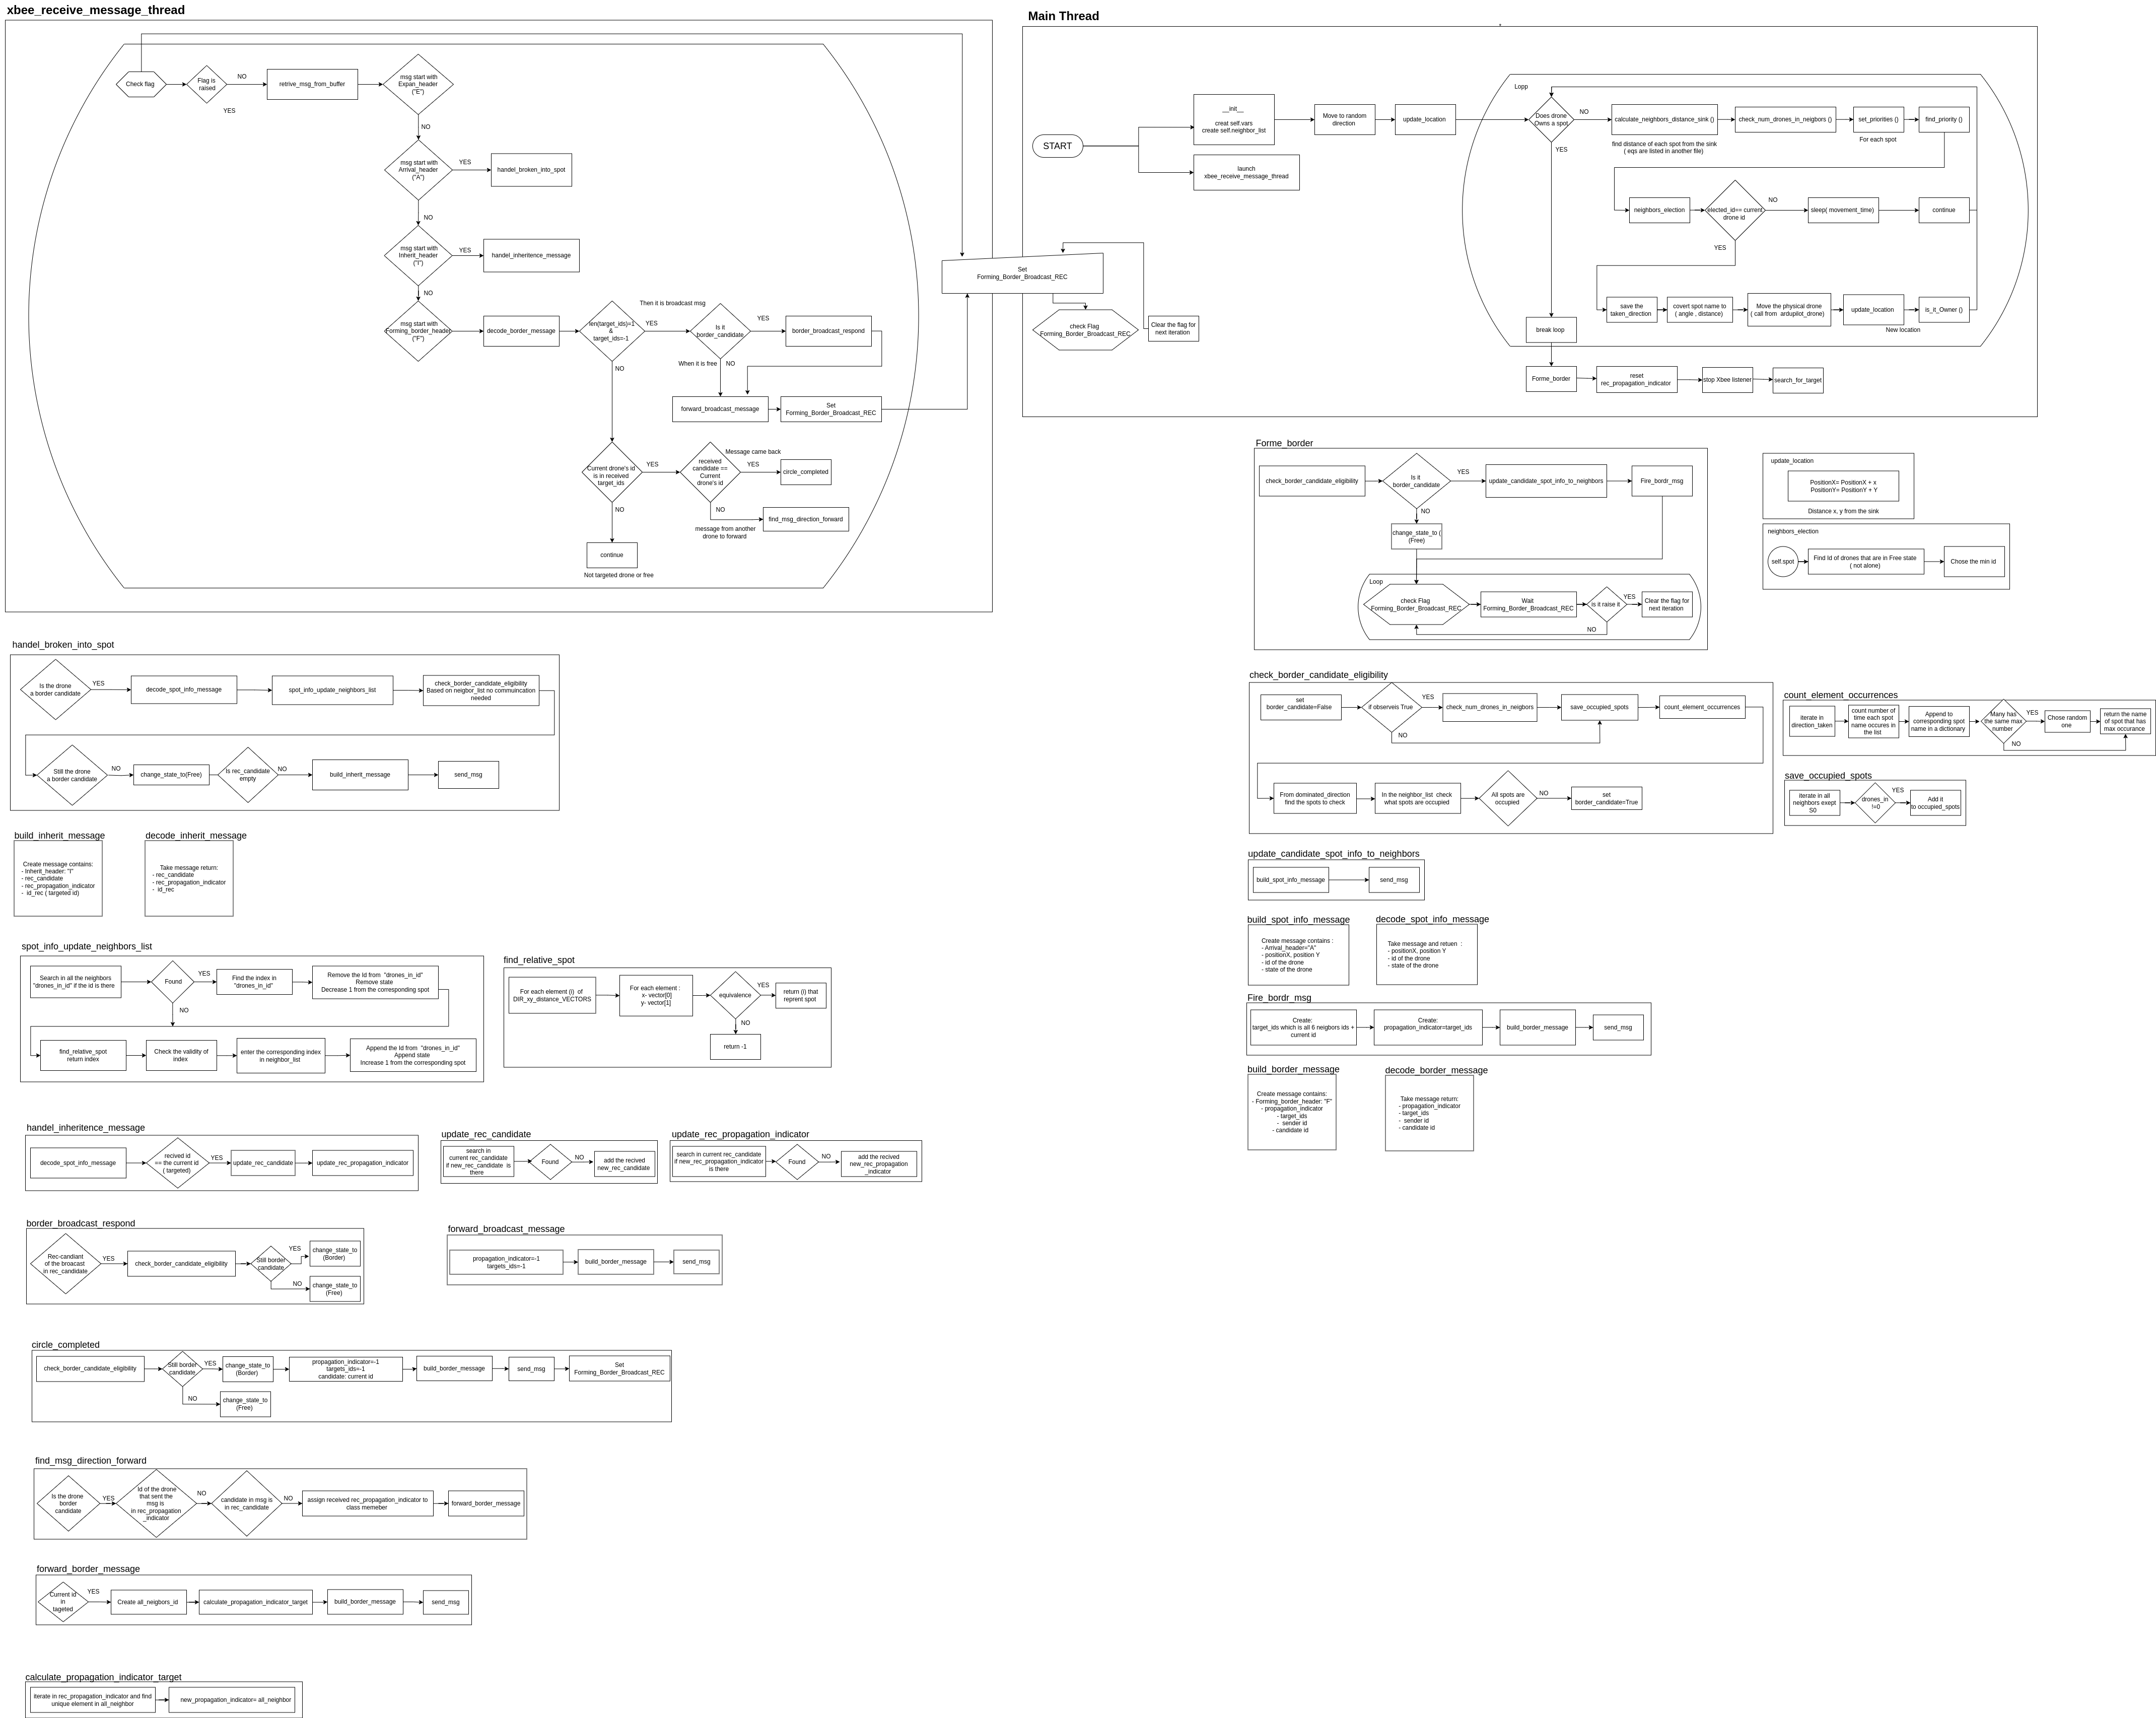 xbee_receive_message_thread
Check flag
Flag is
raised
NO
YES
retrive_msg_from_buffer
msg start with
Expan_header
("E")
NO
msg start with
Arrival_header
("A")
YES
handel_broken_into_spot
NO
msg start with
Inherit_header
("I")
YES
handel_inheritence_message
NO
msg start with
Forming_border_header
("F")
decode_border_message
len(target_ids)=1
&
target_ids=-1
Then it is broadcast msg
YES
Is it
border_candidate
YES
border_broadcast_respond
When it is free
NO
NO
forward_broadcast_message
Set
Forming_Border_Broadcast_REC
Current drone's id
is in received
target_ids
YES
received
candidate ==
Current
drone's id
Message came back
YES
circle_completed
NO
message from another
drone to forward
find_msg_direction_forward
NO
continue
Not targeted drone or free
Main Thread
START
__init__
creat self.vars
create self.neighbor_list
launch
xbee_receive_message_thread
Move to random
direction
update_location
Lopp
Does drone
Owns a spot
NO
YES
calculate_neighbors_distance_sink ()
find distance of each spot from the sink
( eqs are listed in another file)
check_num_drones_in_neigbors ()
set_priorities ()
For each spot
find_priority ()
neighbors_election
elected_id== current
drone id
NO
sleep( movement_time)
continue
YES
save the
taken_direction
covert spot name to
( angle , distance)
Move the physical drone
( call from  ardupilot_drone)
update_location
New location
is_it_Owner ()
break loop
Forme_border
reset
rec_propagation_indicator
stop Xbee listener
search_for_target
Set
Forming_Border_Broadcast_REC
check Flag
Forming_Border_Broadcast_REC
Clear the flag for
next iteration
Forme_border
check_border_candidate_eligibility
Is it
border_candidate
YES
update_candidate_spot_info_to_neighbors
Fire_bordr_msg
NO
change_state_to (
(Free)
Loop
check Flag
Forming_Border_Broadcast_REC
Wait
Forming_Border_Broadcast_REC
is it raise it
YES
Clear the flag for
next iteration
NO
update_location
PositionX= PositionX + x
PositionY= PositionY + Y
Distance x, y from the sink
neighbors_election
self.spot
Find Id of drones that are in Free state
( not alone)
Chose the min id
handel_broken_into_spot
Is the drone
a border candidate
YES
decode_spot_info_message
spot_info_update_neighbors_list
check_border_candidate_eligibility
Based on neigbor_list no commuincation
needed
Still the drone
a border candidate
NO
change_state_to(Free)
Is rec_candidate
empty
NO
build_inherit_message
send_msg
check_border_candidate_eligibility
set
border_candidate=False
if observeis True
YES
check_num_drones_in_neigbors
save_occupied_spots
count_element_occurrences
NO
From dominated_direction
find the spots to check
In the neighbor_list  check
what spots are occupied
All spots are
occupied
NO
set
border_candidate=True
count_element_occurrences
iterate in
direction_taken
count number of
time each spot
name occures in
the list
Append to
corresponding spot
name in a dictionary
Many has
the same max
number
YES
Chose random
one
return the name
of spot that has
max occurance
NO
save_occupied_spots
iterate in all
neighbors exept
S0
drones_in
!=0
YES
Add it
to occupied_spots
build_inherit_message
Create message contains:
- Inherit_header: "I"
- rec_candidate
- rec_propagation_indicator
-  id_rec ( targeted id)
decode_inherit_message
Take message return:
- rec_candidate
- rec_propagation_indicator
-  id_rec
update_candidate_spot_info_to_neighbors
build_spot_info_message
send_msg
build_spot_info_message
Create message contains :
- Arrival_header="A"
- positionX, position Y
- id of the drone
- state of the drone
decode_spot_info_message
Take message and retuen  :
- positionX, position Y
- id of the drone
- state of the drone
spot_info_update_neighbors_list
Search in all the neighbors
"drones_in_id" if the id is there
Found
YES
Find the index in
"drones_in_id"
Remove the Id from  "drones_in_id"
Remove state
Decrease 1 from the corresponding spot
NO
find_relative_spot
return index
Check the validity of
index
enter the corresponding index
in neighbor_list
Append the Id from  "drones_in_id"
Append state
Increase 1 from the corresponding spot
find_relative_spot
For each element (i)  of
DIR_xy_distance_VECTORS
For each element :
x- vector[0]
y- vector[1]
equivalence
YES
return (i) that
reprent spot
NO
return -1
Fire_bordr_msg
Create:
target_ids which is all 6 neigbors ids +
current id
Create:
propagation_indicator=target_ids
build_border_message
send_msg
build_border_message
Create message contains:
- Forming_border_header: "F"
- propagation_indicator
- target_ids
-  sender id
- candidate id
decode_border_message
Take message return:
- propagation_indicator
- target_ids
-  sender id
- candidate id
handel_inheritence_message
decode_spot_info_message
recived id
== the current id
( targeted)
YES
update_rec_candidate
update_rec_propagation_indicator
update_rec_candidate
search in
current rec_candidate
if new_rec_candidate  is
there
Found
NO
add the recived
new_rec_candidate
update_rec_propagation_indicator
search in current rec_candidate
if new_rec_propagation_indicator
is there
Found
NO
add the recived
new_rec_propagation
_indicator
border_broadcast_respond
Rec-candiant
of the broacast
in rec_candidate
YES
check_border_candidate_eligibility
Still border
candidate
YES
change_state_to
(Border)
NO
change_state_to
(Free)
forward_broadcast_message
propagation_indicator=-1
targets_ids=-1
build_border_message
send_msg
circle_completed
check_border_candidate_eligibility
Still border
candidate
YES
change_state_to
(Border)
propagation_indicator=-1
targets_ids=-1
candidate: current id
build_border_message
send_msg
Set
Forming_Border_Broadcast_REC
NO
change_state_to
(Free)
find_msg_direction_forward
Is the drone
border
candidate
YES
Id of the drone
that sent the
msg is
in rec_propagation
_indicator
NO
candidate in msg is
in rec_candidate
NO
assign received rec_propagation_indicator to
class memeber
forward_border_message
forward_border_message
Current id
in
tageted
YES
Create all_neigbors_id
calculate_propagation_indicator_target
build_border_message
send_msg
calculate_propagation_indicator_target
iterate in rec_propagation_indicator and find
unique element in all_neighbor
new_propagation_indicator= all_neighbor